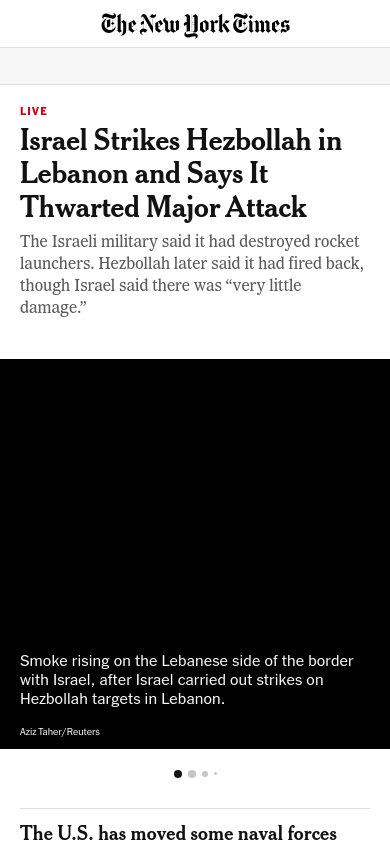 The New York Times
LIVE
Israel Strikes Hezbollah in
Lebanon and Says It
Thwarted Major Attack
The Israeli military said it had destroyed rocket
launchers. Hezbollah later said it had fired back,
though Israel said there was “very little
damage.”
Smoke rising on the Lebanese side of the border
with Israel, after Israel carried out strikes on
Hezbollah targets in Lebanon.
Aziz Taher/Reuters
The U.S. has moved some naval forces